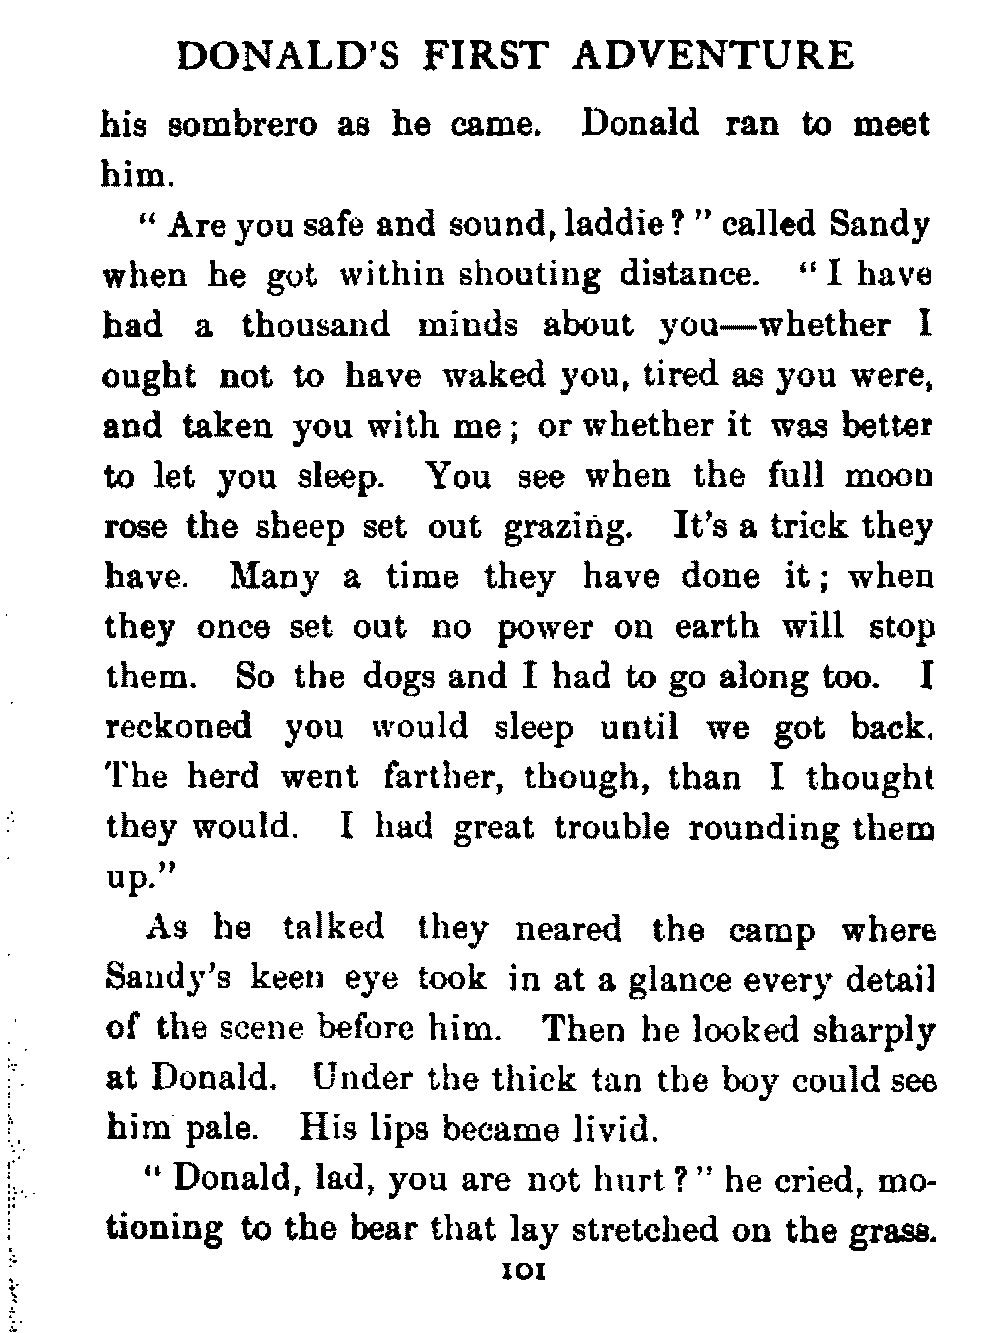 DONALD'S FIRST ADVENTURE
his sombrero as he came. Donald ran to meet
him.
" Are you safe and sound, laddie ? " called Sandy
when he got within shouting distance. " I have
had a thousand minds about you—whether I
ought not to have waked you, tired as you were,
and taken you with me ; or whether it was better
to let you sleep. You see when the full moon
rose the sheep set out grazing. It's a trick they
have. Many a time they have done it ; when
they once set out no power on earth will stop
them. So the dogs and I had to go along too. I
reckoned you would sleep until we got back.
The herd went farther, though, than I thought
they would. I had great trouble rounding them
up."
As he talked they neared the camp where
Sandy's keen eye took in at a glance every detail
of the scene before him. Then he looked sharply
at Donald. Under the thick tan the boy could see
him pale. His lips became livid.
" Donald, lad, you are not hurt ? " he cried, mo-
tioning to the bear that lay stretched on the grass.
101